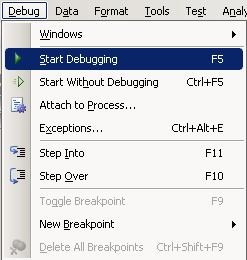 Debug Data Format Tools Test
Windows
Start Debugging F5
Start Without Debugging Ctrl+F5
Attach to Process...
Exceptions... Ctrl+Alt+E
Step Into F11
Step Over F10
Toggle Breakpoint F9
New Breakpoint
Delete All Breakpoints Ctrl+Shift+F9